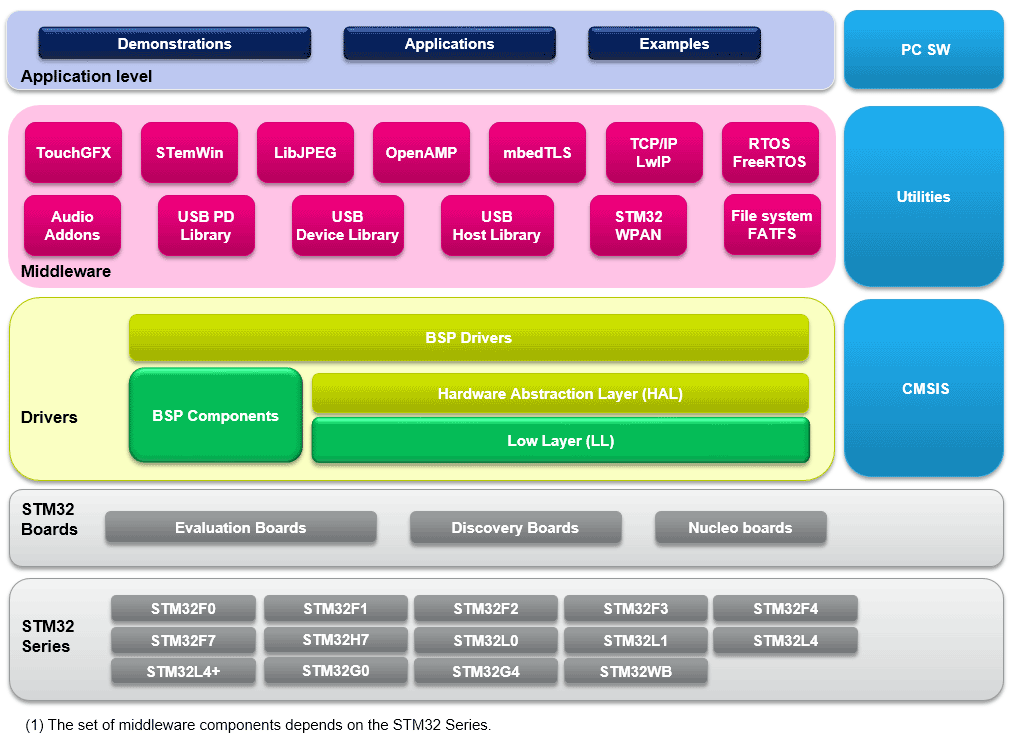 Demonstrations
Applications
Examples
Application level
PC SW
TouchGFX
STemWin
LibJPEG
OpenAMP
mbedTLS
TCP/IP
LwIP
RTOS
FreeRTOS
Audio
Addons
USB PD
Library
USB
Device Library
USB
Host Library
STM32
WPAN
File system
FATFS
Middleware
Utilities
BSP Drivers
BSP Components
Hardware Abstraction Layer (HAL)
Low Layer (LL)
Drivers
CMSIS
STM32
Boards
Evaluation Boards
Discovery Boards
Nucleo boards
STM32
Series
STM32F0
STM32F1
STM32F2
STM32F3
STM32F4
STM32F7
STM32H7
STM32L0
STM32L1
STM32L4
STM32L4+
STM32G0
STM32G4
STM32WB
(1) The set of middleware components depends on the STM32 Series.